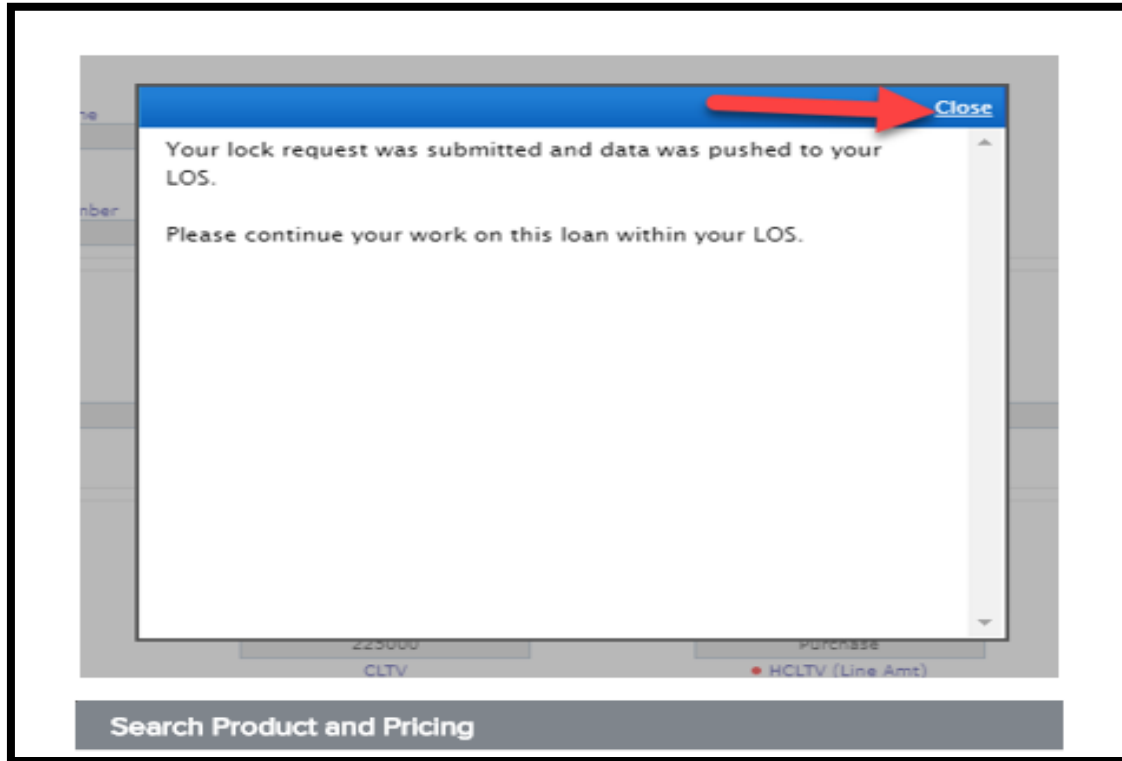 Close
Your lock request was submitted and data was pushed to your
LOS.
Please continue your work on this loan within your LOS.
225000
Purchase
CLTV
HCLTV (Line Amt)
Search Product and Pricing